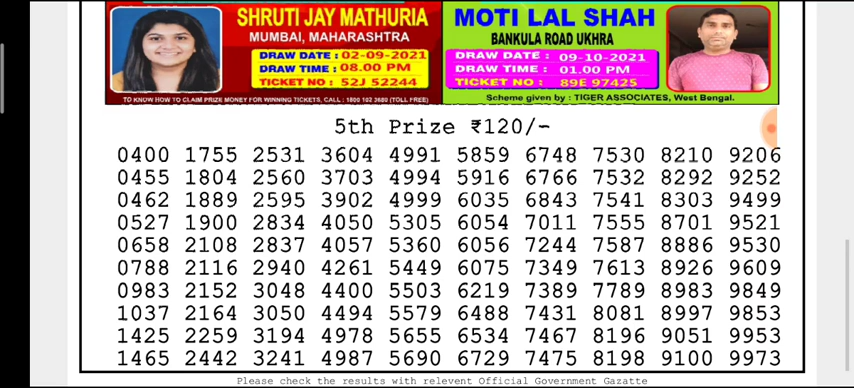 SHRUTI JAY MATHURIA
MUMBAI, MAHARASHTRA
DRAW DATE : 02-09-2021
DRAW TIME : 08.00 PM
TICKET NO : 52J 52244
TO KNOW HOW TO CLAIM PRIZE MONEY FOR WINNING TICKETS, CALL : 1800 102 3680 (TOLL FREE)
MOTI LAL SHAH
BANKULA ROAD UKHRA
DRAW DATE : 09-10-2021
DRAW TIME : 01.00 PM
TICKET NO : 89E 97425
Scheme given by : TIGER ASSOCIATES, West Bengal.
5th Prize ₹120/-
0400 1755 2531 3604 4991 5859 6748 7530 8210 9206
0455 1804 2560 3703 4994 5916 6766 7532 8292 9252
0462 1889 2595 3902 4999 6035 6843 7541 8303 9499
0527 1900 2834 4050 5305 6054 7011 7555 8701 9521
0658 2108 2837 4057 5360 6056 7244 7587 8886 9530
0788 2116 2940 4261 5449 6075 7349 7613 8926 9609
0983 2152 3048 4400 5503 6219 7389 7789 8983 9849
1037 2164 3050 4494 5579 6488 7431 8081 8997 9853
1425 2259 3194 4978 5655 6534 7467 8196 9051 9953
1465 2442 3241 4987 5690 6729 7475 8198 9100 9973
Please check the results with relevent Official Government Gazatte